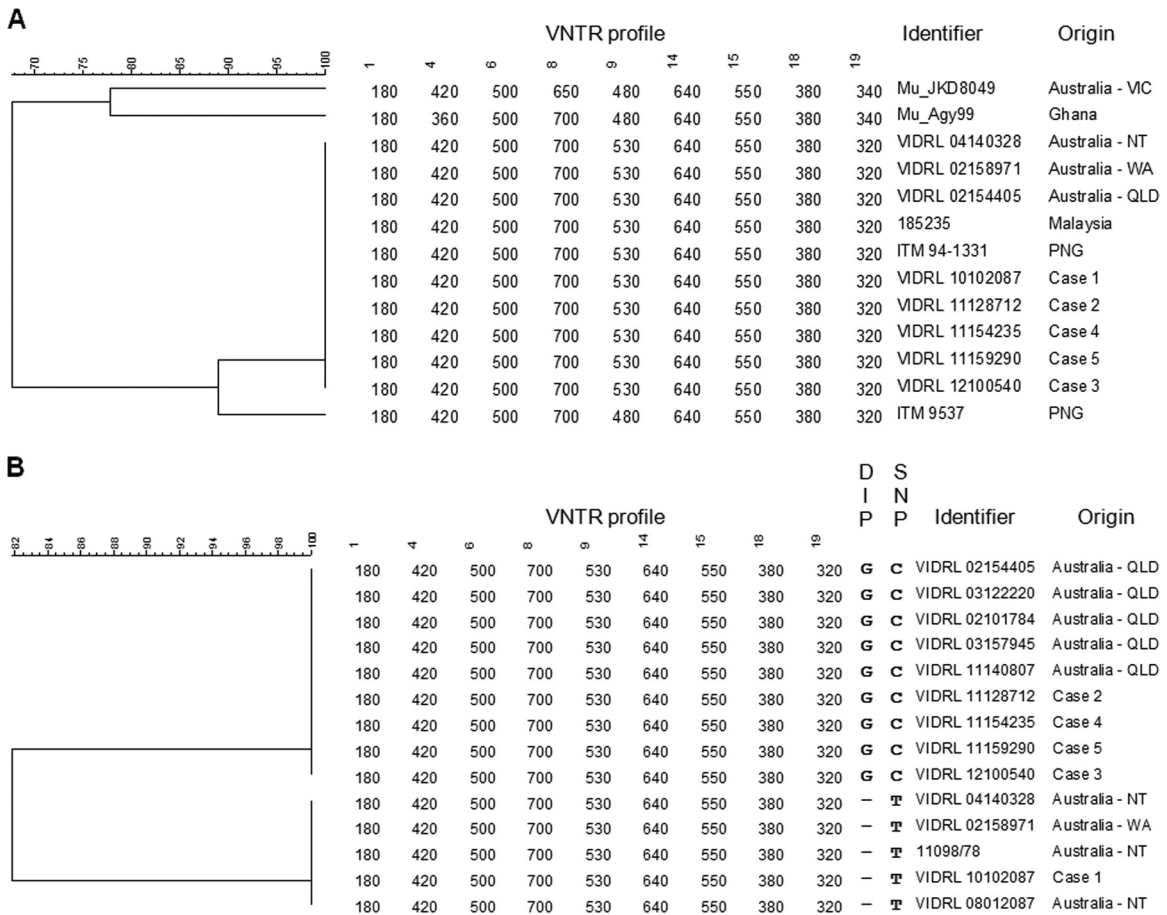 A
VNTR profile Identifier Origin
70 75 80 85 90 95 100 1 4 6 8 9 14 15 18 19
180 420 500 650 480 640 550 380 340 Mu_JKD8049 Australia - VIC
180 360 500 700 480 640 550 380 340 Mu_Agy99 Ghana
180 420 500 700 530 640 550 380 320 VIDRL 04140328 Australia - NT
180 420 500 700 530 640 550 380 320 VIDRL 02158971 Australia - WA
180 420 500 700 530 640 550 380 320 VIDRL 02154405 Australia - QLD
180 420 500 700 530 640 550 380 320 185235 Malaysia
180 420 500 700 530 640 550 380 320 ITM 94-1331 PNG
180 420 500 700 530 640 550 380 320 VIDRL 10102087 Case 1
180 420 500 700 530 640 550 380 320 VIDRL 11128712 Case 2
180 420 500 700 530 640 550 380 320 VIDRL 11154235 Case 4
180 420 500 700 530 640 550 380 320 VIDRL 11159290 Case 5
180 420 500 700 530 640 550 380 320 VIDRL 12100540 Case 3
180 420 500 700 480 640 550 380 320 ITM 9537 PNG
B
VNTR profile DIP SNP Identifier Origin
82 84 86 88 90 92 94 96 98 100 1 4 6 8 9 14 15 18 19
180 420 500 700 530 640 550 380 320 G C VIDRL 02154405 Australia - QLD
180 420 500 700 530 640 550 380 320 G C VIDRL 03122220 Australia - QLD
180 420 500 700 530 640 550 380 320 G C VIDRL 02101784 Australia - QLD
180 420 500 700 530 640 550 380 320 G C VIDRL 03157945 Australia - QLD
180 420 500 700 530 640 550 380 320 G C VIDRL 11140807 Australia - QLD
180 420 500 700 530 640 550 380 320 G C VIDRL 11128712 Case 2
180 420 500 700 530 640 550 380 320 G C VIDRL 11154235 Case 4
180 420 500 700 530 640 550 380 320 G C VIDRL 11159290 Case 5
180 420 500 700 530 640 550 380 320 G C VIDRL 12100540 Case 3
180 420 500 700 530 640 550 380 320 – T VIDRL 04140328 Australia - NT
180 420 500 700 530 640 550 380 320 – T VIDRL 02158971 Australia - WA
180 420 500 700 530 640 550 380 320 – T 11098/78 Australia - NT
180 420 500 700 530 640 550 380 320 – T VIDRL 10102087 Case 1
180 420 500 700 530 640 550 380 320 – T VIDRL 08012087 Australia - NT